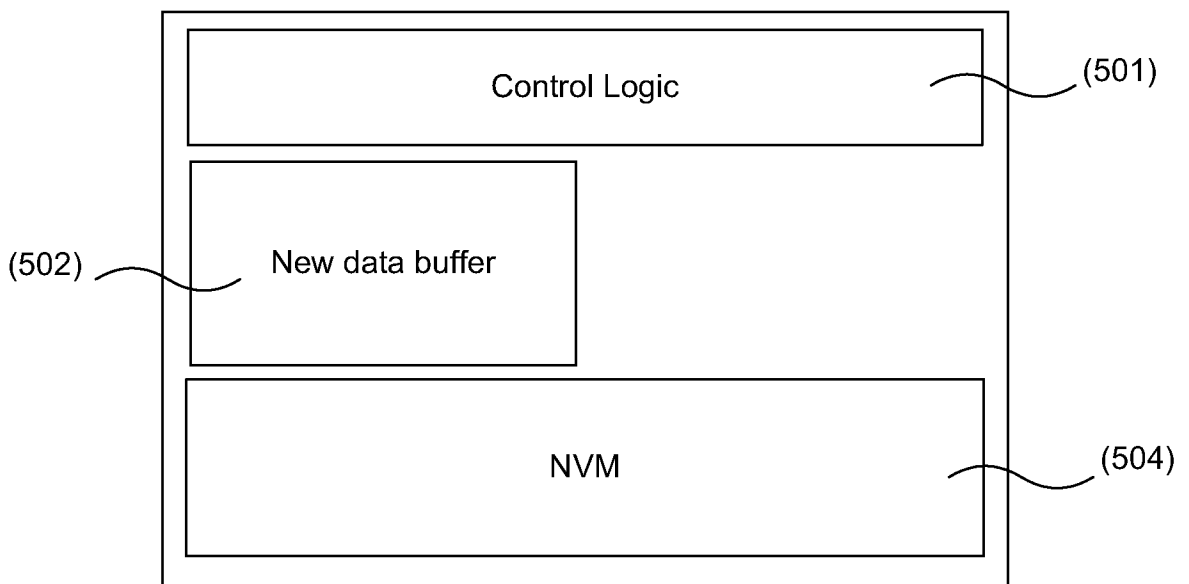 Control Logic
(501)
New data buffer
(502)
NVM
(504)